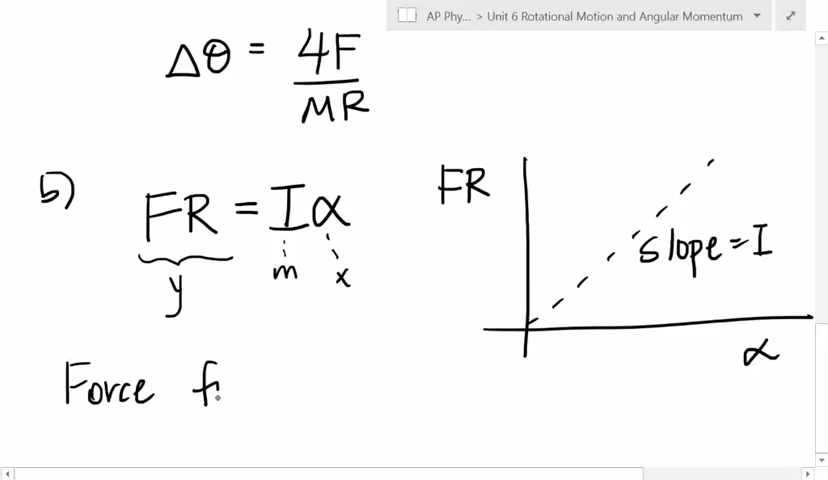 AP Phy... > Unit 6 Rotational Motion and Angular Momentum
Δθ = 4F
MR
b) FR = Iα
m x
y
FR
slope = I
α
Force f